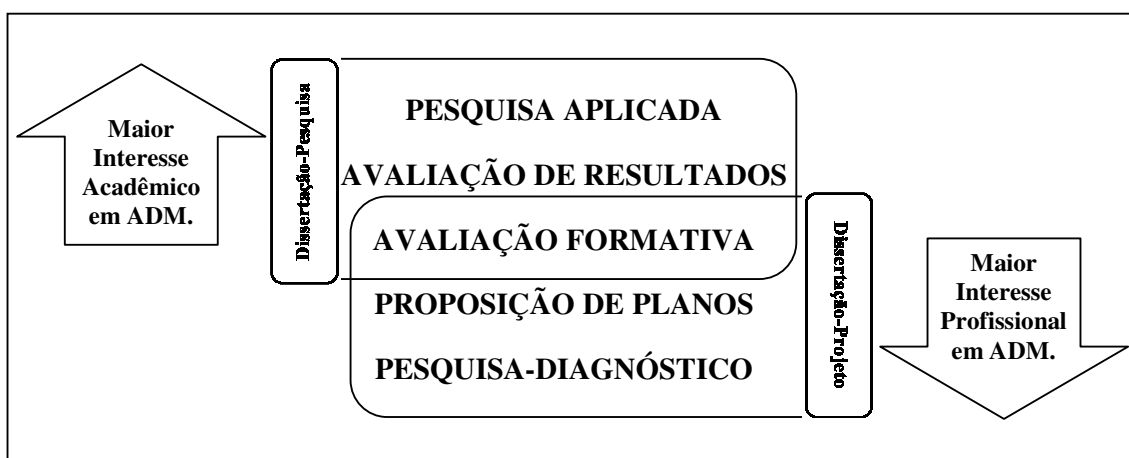 Maior
Interesse
Acadêmico
em ADM.
Dissertação-Pesquisa
PESQUISA APLICADA
AVALIAÇÃO DE RESULTADOS
AVALIAÇÃO FORMATIVA
PROPOSIÇÃO DE PLANOS
PESQUISA-DIAGNÓSTICO
Dissertação-Projeto
Maior
Interesse
Profissional
em ADM.